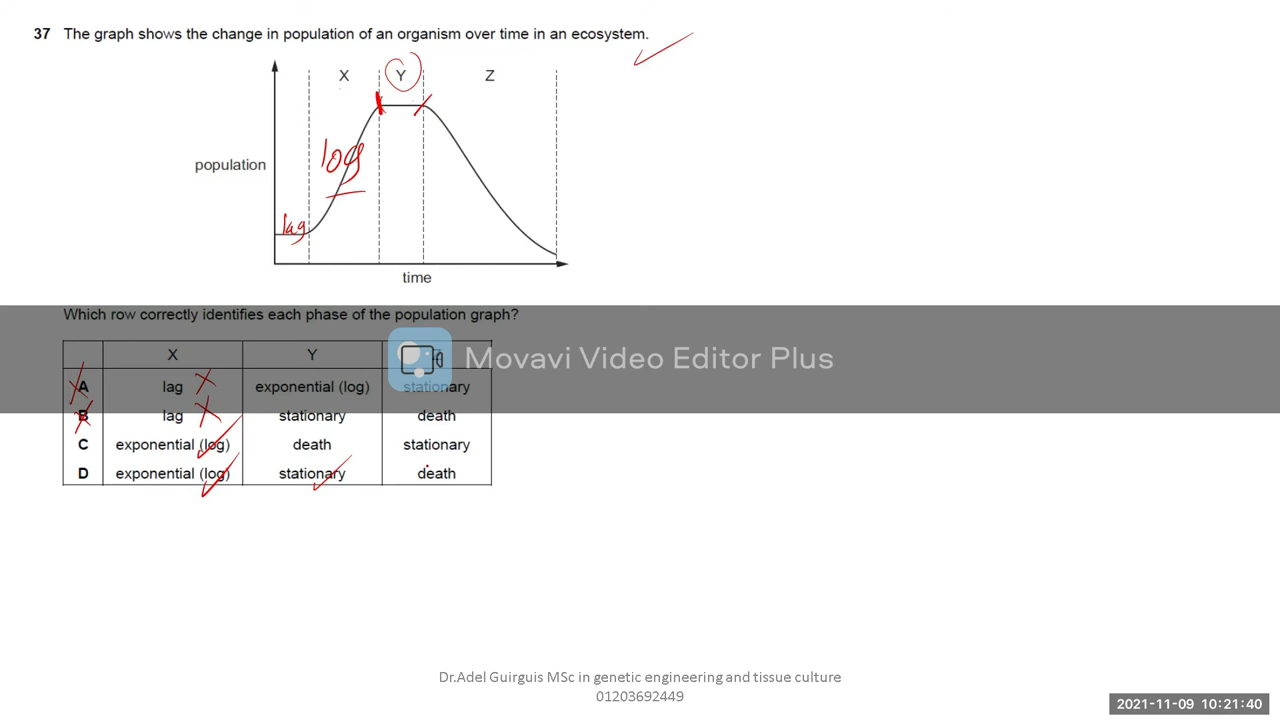 37 The graph shows the change in population of an organism over time in an ecosystem.
X Y Z
log
population
lag
time
Which row correctly identifies each phase of the population graph?
X Y
Movavi Video Editor Plus
A lag exponential (log) stationary
B lag stationary death
C exponential (log) death stationary
D exponential (log) stationary death
Dr.Adel Guirguis MSc in genetic engineering and tissue culture
01203692449
2021-11-09 10:21:40